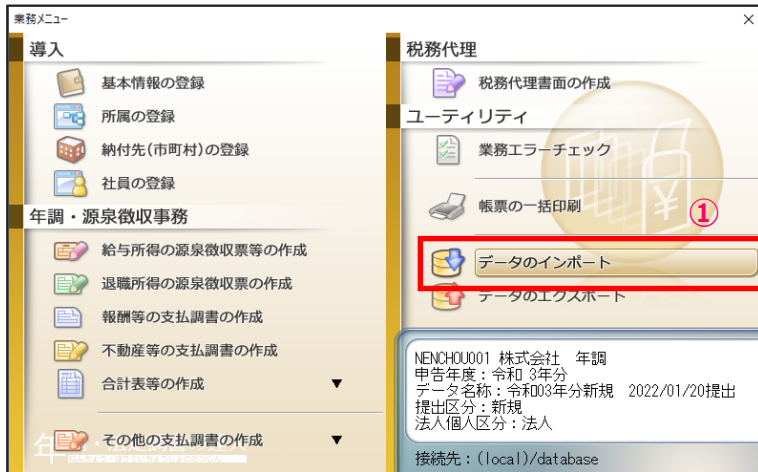 業務メニュー
×
導入
基本情報の登録
所属の登録
納付先(市町村)の登録
社員の登録
年調・源泉徴収事務
給与所得の源泉徴収票等の作成
退職所得の源泉徴収票の作成
報酬等の支払調書の作成
不動産等の支払調書の作成
合計表等の作成 ▼
その他の支払調書の作成 ▼
税務代理
税務代理書面の作成
ユーティリティ
業務エラーチェック
帳票の一括印刷
①
データのインポート
データのエクスポート
NENCHOU001 株式会社 年調
申告年度：令和 3年分
データ名称：令和03年分新規 2022/01/20提出
提出区分：新規
法人個人区分：法人
接続先：(local)/database